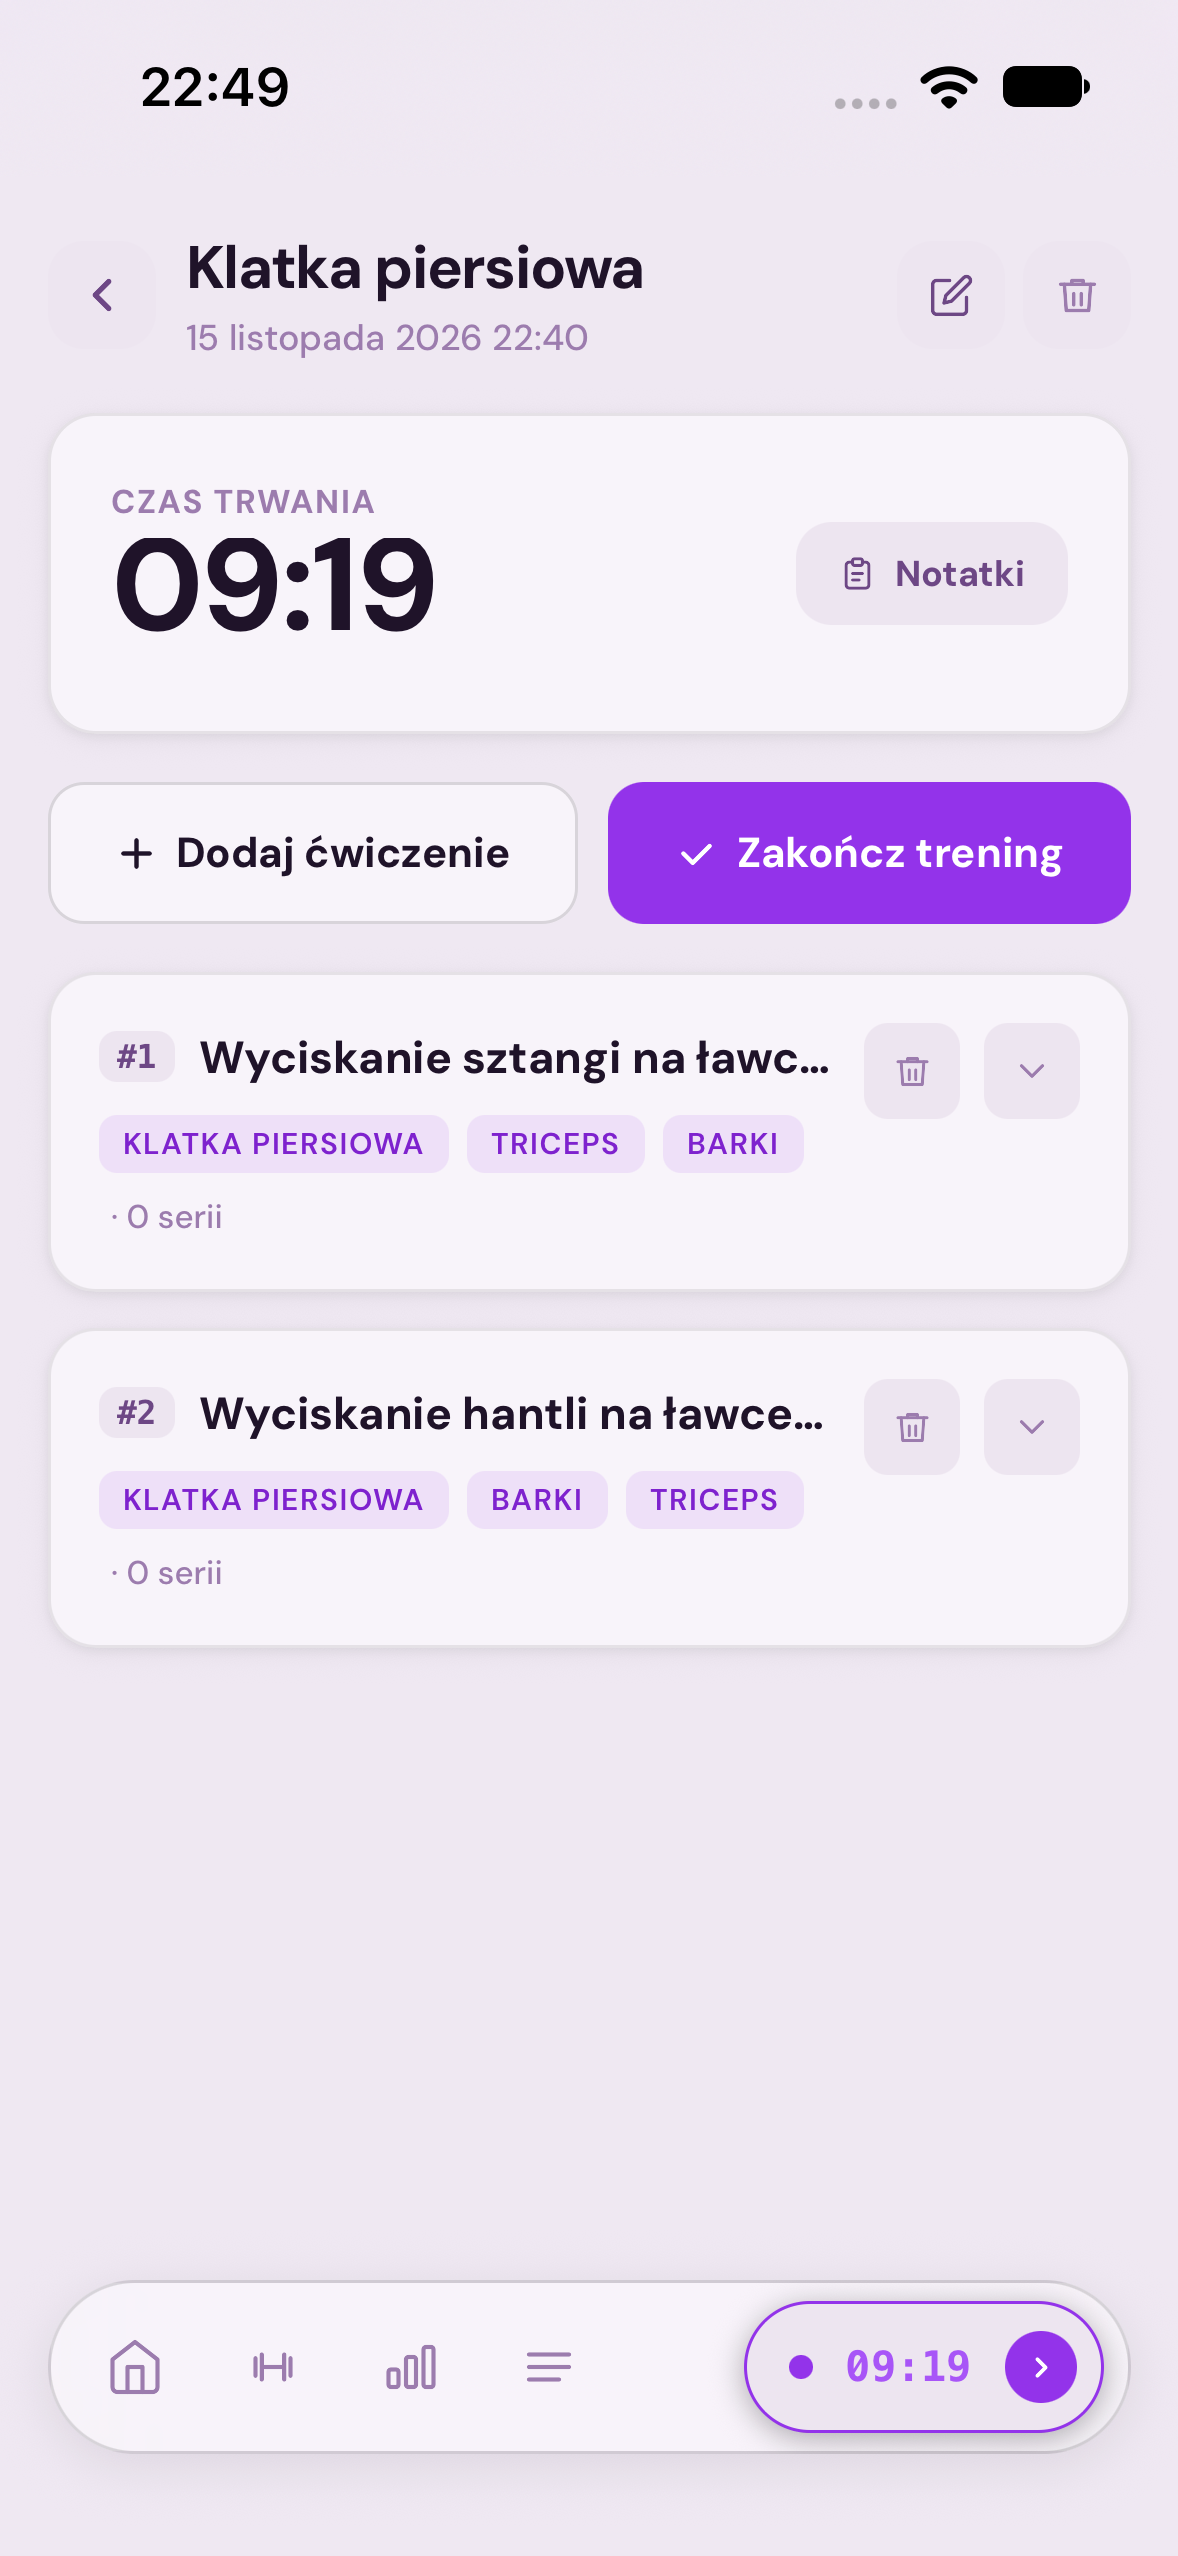 22:49
Klatka piersiowa
15 listopada 2026 22:40
CZAS TRWANIA
09:19
Notatki
Dodaj ćwiczenie
Zakończ trening
#1 Wyciskanie sztangi na ławc...
KLATKA PIERSIOWA TRICEPS BARKI
· 0 serii
#2 Wyciskanie hantli na ławce...
KLATKA PIERSIOWA BARKI TRICEPS
· 0 serii
09:19